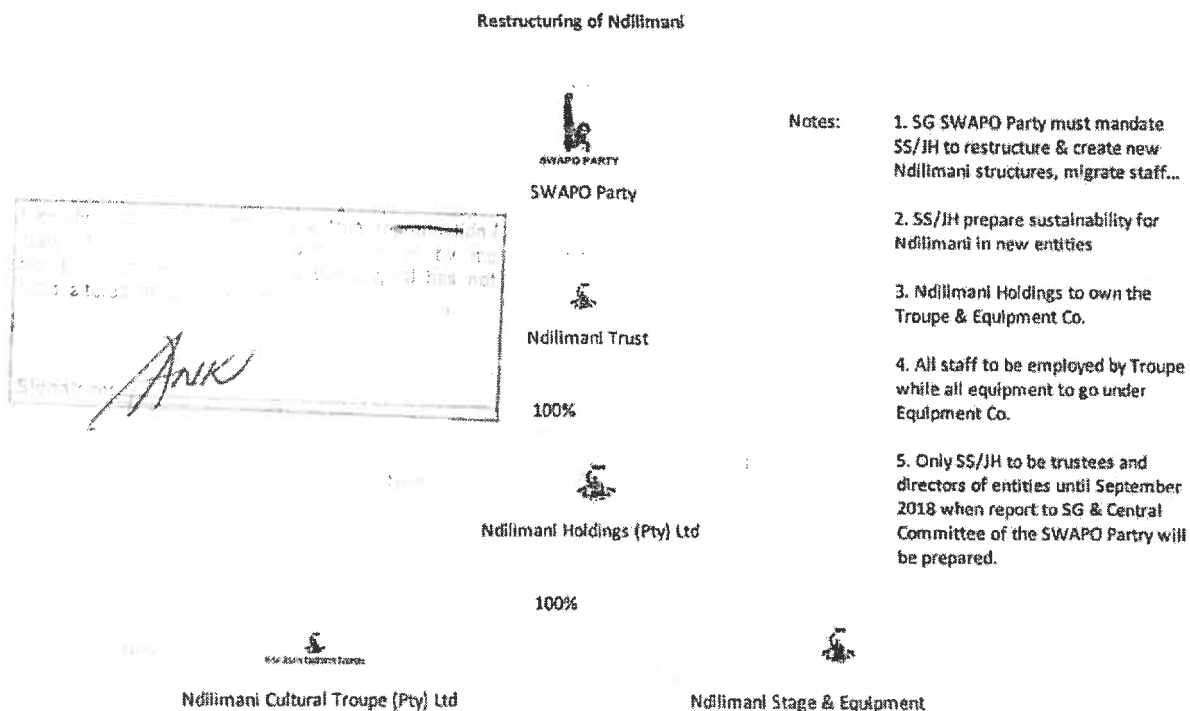 Restructuring of Ndilimani
SWAPO PARTY
SWAPO Party
Ndilimani Trust
100%
Ndilimani Holdings (Pty) Ltd
100%
Ndilimani Cultural Troupe (Pty) Ltd
Ndilimani Stage & Equipment
Notes:
1. SG SWAPO Party must mandate
SS/JH to restructure & create new
Ndilimani structures, migrate staff...
2. SS/JH prepare sustainability for
Ndilimani in new entities
3. Ndilimani Holdings to own the
Troupe & Equipment Co.
4. All staff to be employed by Troupe
while all equipment to go under
Equipment Co.
5. Only SS/JH to be trustees and
directors of entities until September
2018 when report to SG & Central
Committee of the SWAPO Partry will
be prepared.
has not
ANK